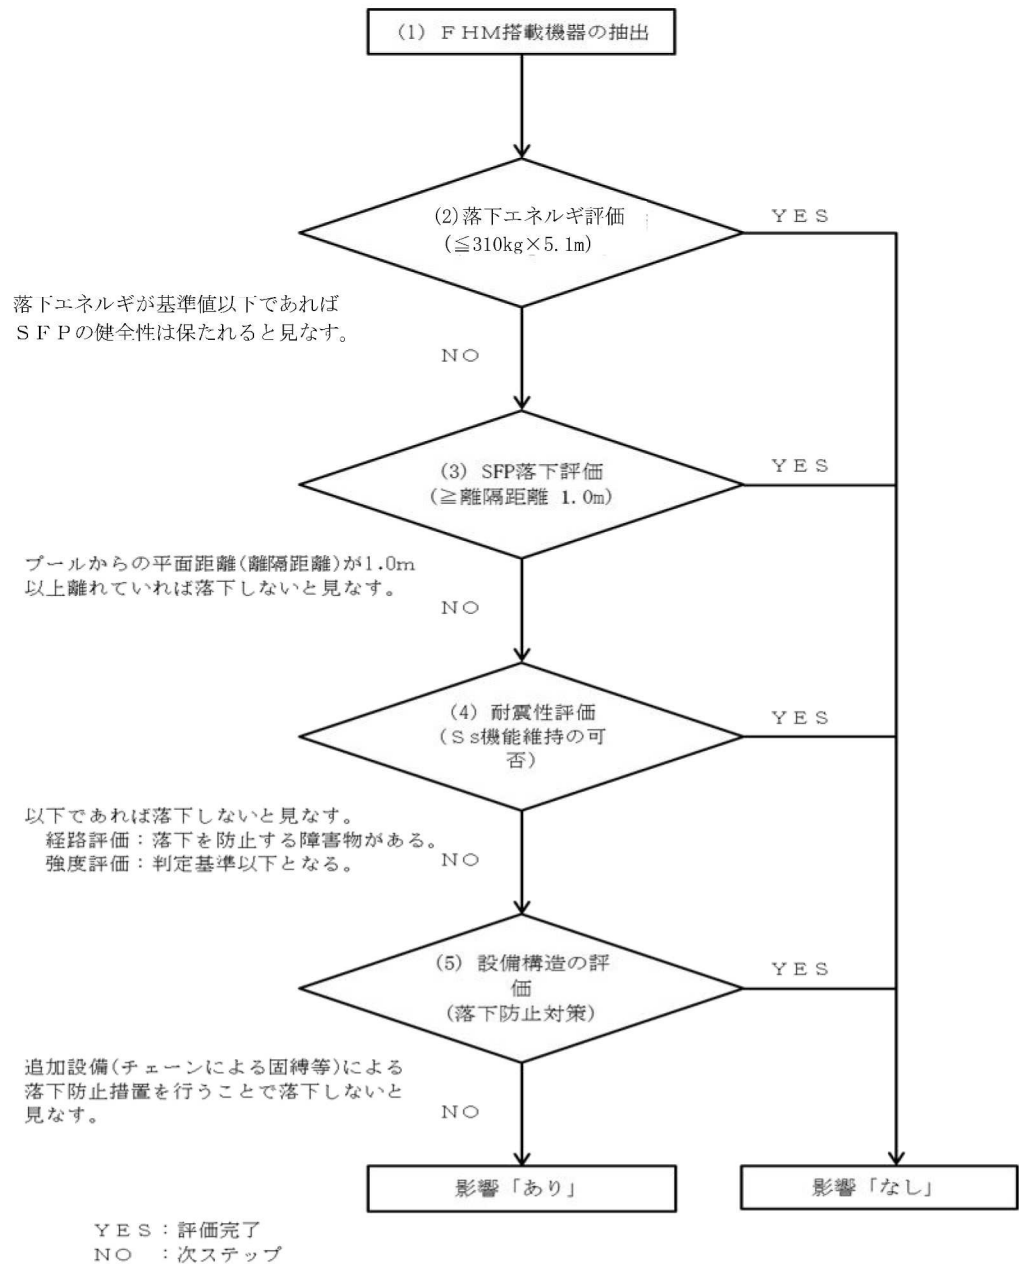 (1) ＦＨＭ搭載機器の抽出
(2)落下エネルギ評価
(≦310kg×5.1m)
ＹＥＳ
落下エネルギが基準値以下であれば
ＳＦＰの健全性は保たれると見なす。
ＮＯ
(3) SFP落下評価
(≧離隔距離 1.0m)
ＹＥＳ
プールからの平面距離(離隔距離)が1.0m
以上離れていれば落下しないと見なす。
ＮＯ
(4) 耐震性評価
(Ｓs機能維持の可
否)
ＹＥＳ
以下であれば落下しないと見なす。
経路評価：落下を防止する障害物がある。
強度評価：判定基準以下となる。
ＮＯ
(5) 設備構造の評
価
(落下防止対策)
ＹＥＳ
追加設備(チェーンによる固縛等)による
落下防止措置を行うことで落下しないと
見なす。
ＮＯ
影響「あり」
影響「なし」
ＹＥＳ：評価完了
ＮＯ　：次ステップ